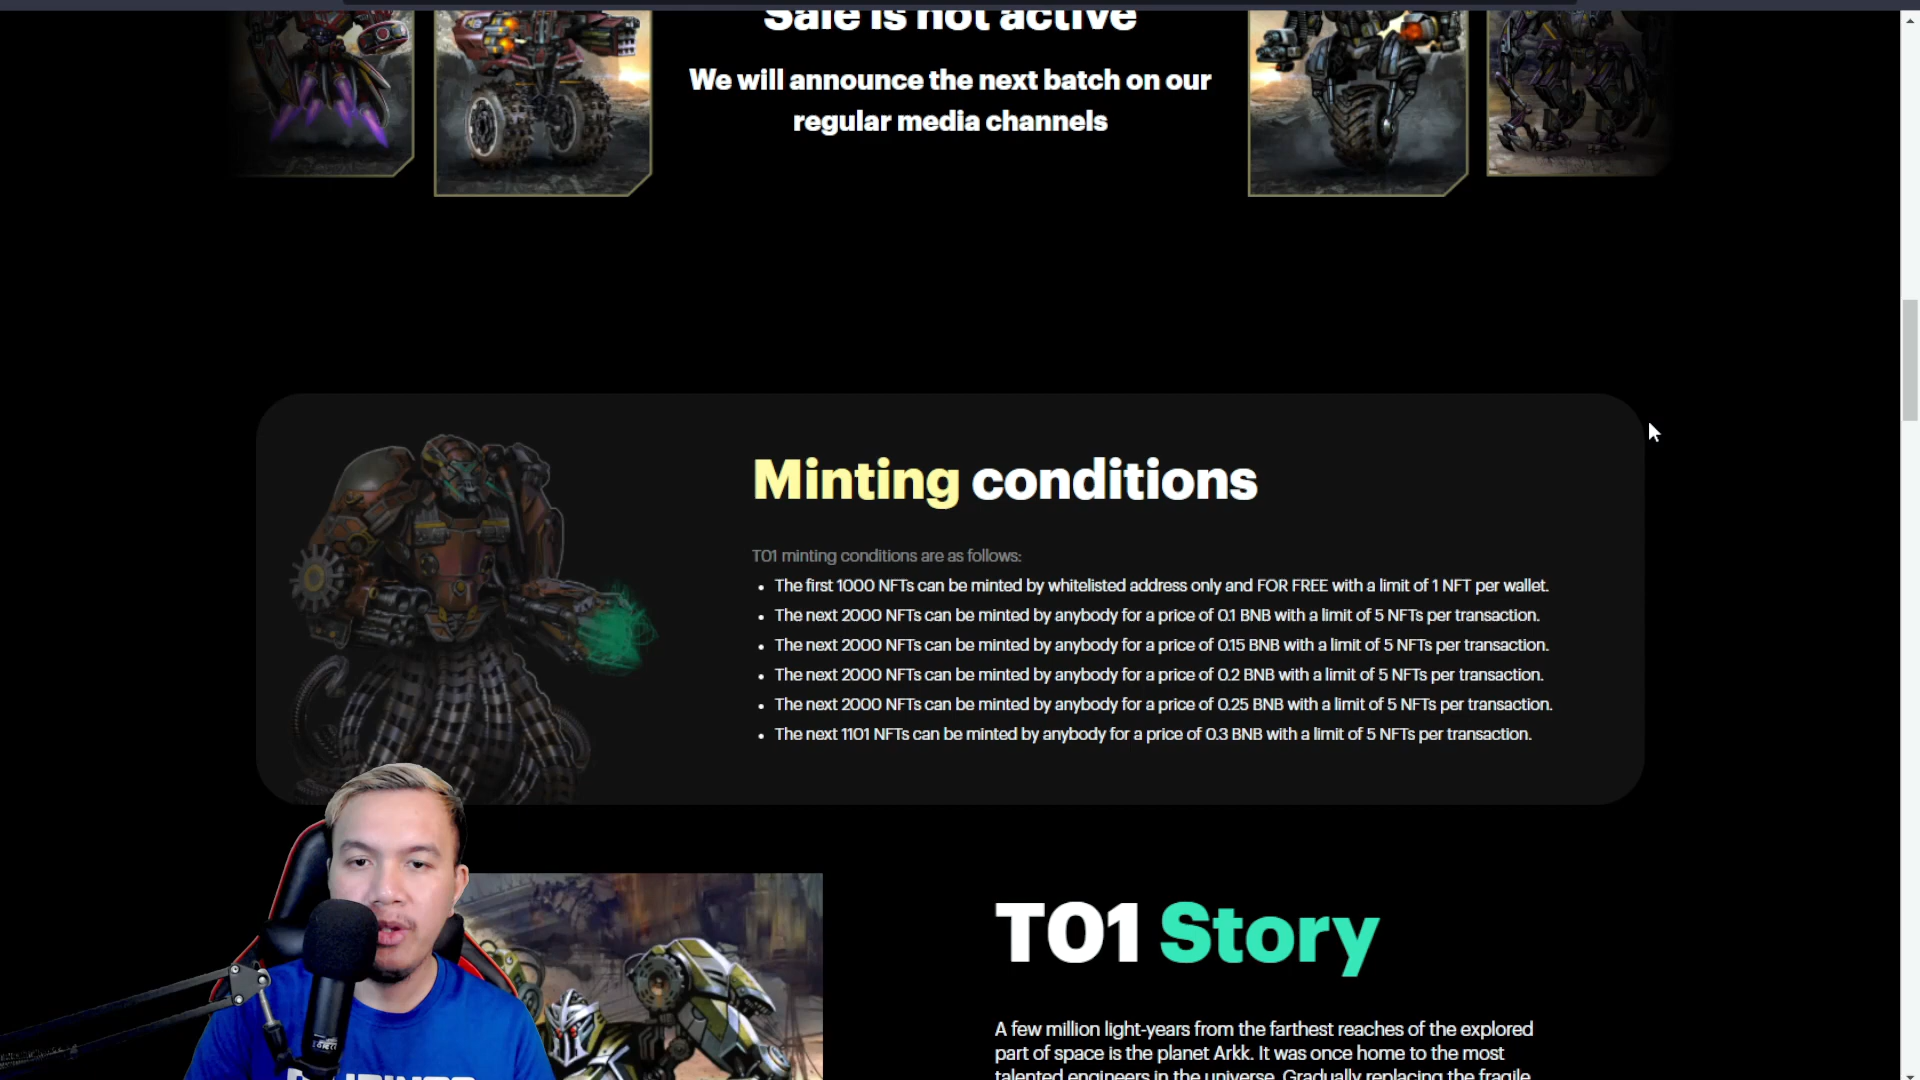 Sale is not active
We will announce the next batch on our
regular media channels
Minting conditions
T01 minting conditions are as follows:
• The first 1000 NFTs can be minted by whitelisted address only and FOR FREE with a limit of 1 NFT per wallet.
• The next 2000 NFTs can be minted by anybody for a price of 0.1 BNB with a limit of 5 NFTs per transaction.
• The next 2000 NFTs can be minted by anybody for a price of 0.15 BNB with a limit of 5 NFTs per transaction.
• The next 2000 NFTs can be minted by anybody for a price of 0.2 BNB with a limit of 5 NFTs per transaction.
• The next 2000 NFTs can be minted by anybody for a price of 0.25 BNB with a limit of 5 NFTs per transaction.
• The next 1101 NFTs can be minted by anybody for a price of 0.3 BNB with a limit of 5 NFTs per transaction.
T01 Story
A few million light-years from the farthest reaches of the explored
part of space is the planet Arkk. It was once home to the most
talented engineers in the universe. Gradually replacing the fragile